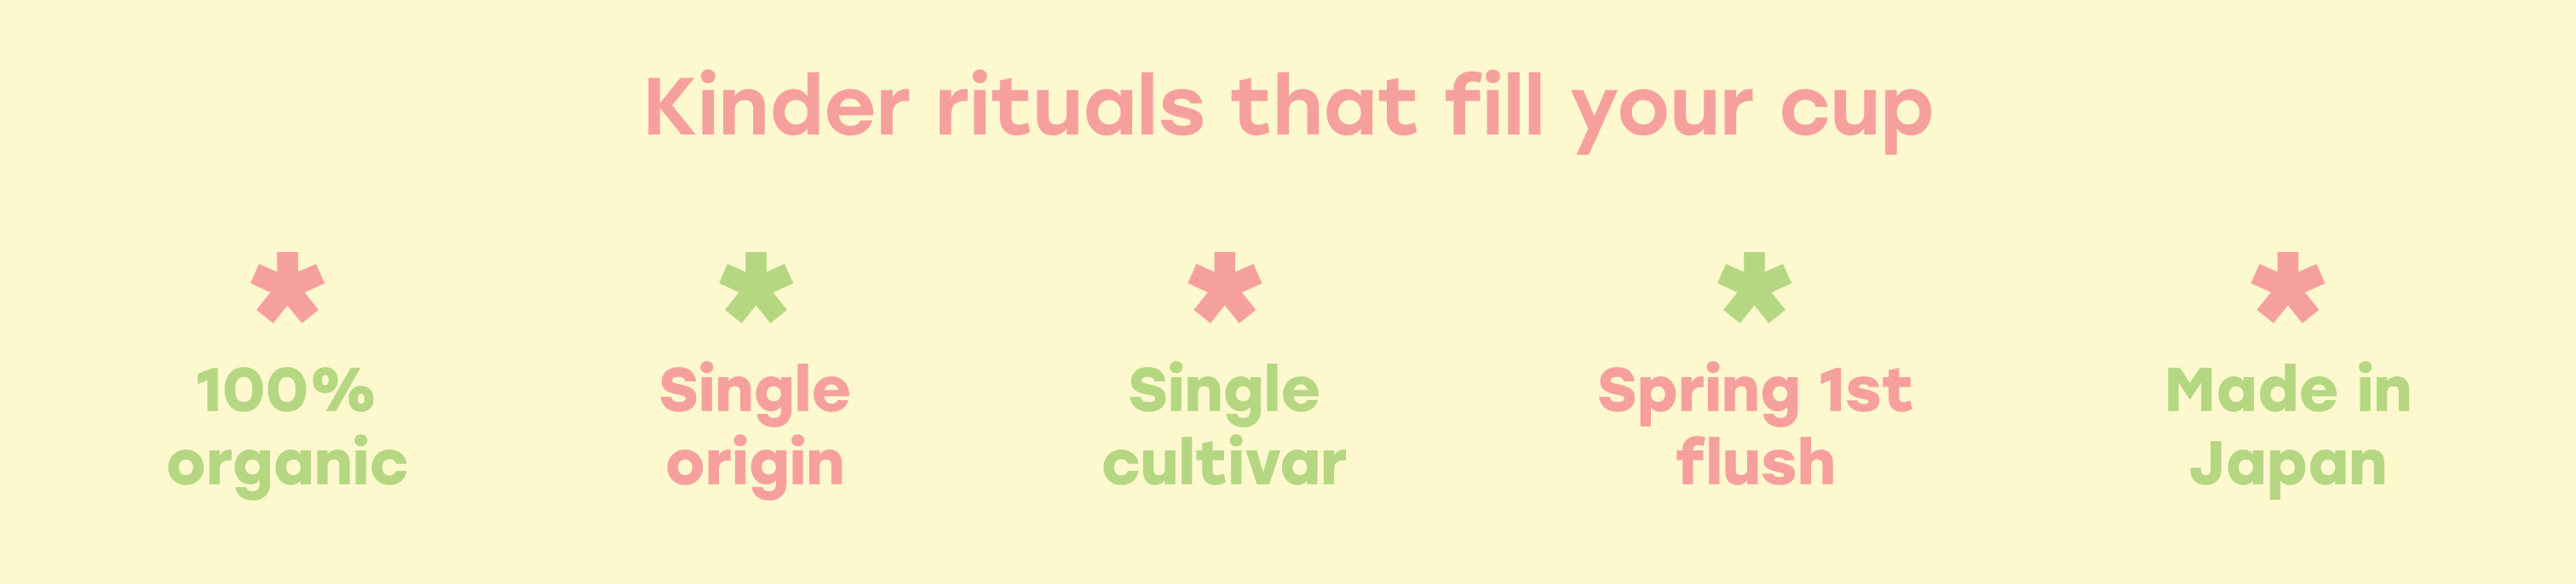 Kinder rituals that fill your cup
* * * * *
100%
organic
Single
origin
Single
cultivar
Spring 1st
flush
Made in
Japan